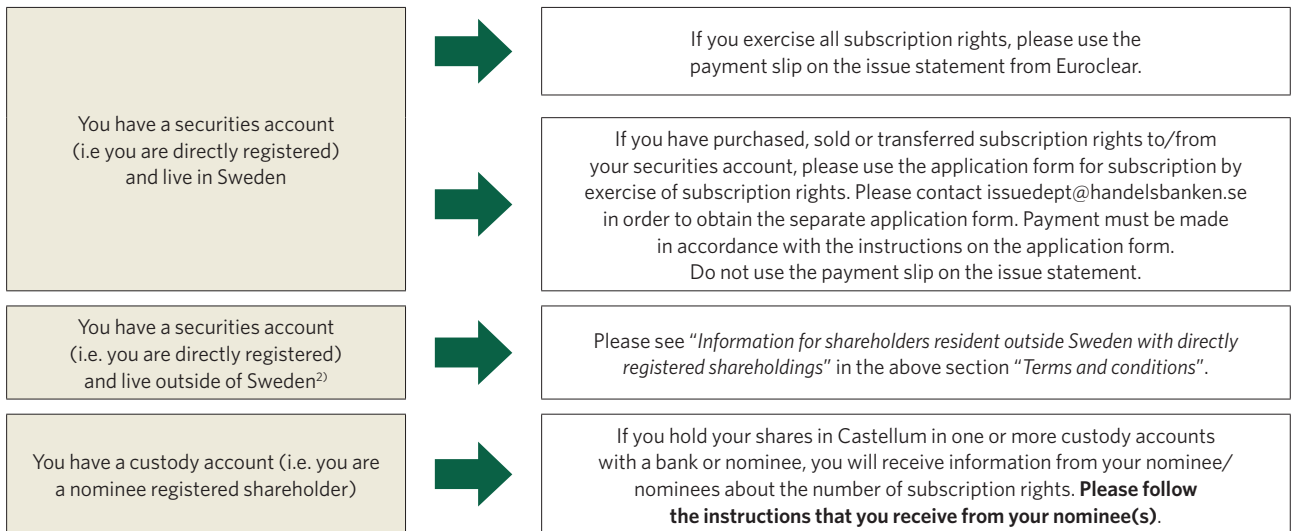 You have a securities account
(i.e you are directly registered)
and live in Sweden
If you exercise all subscription rights, please use the
payment slip on the issue statement from Euroclear.
If you have purchased, sold or transferred subscription rights to/from
your securities account, please use the application form for subscription by
exercise of subscription rights. Please contact issuedept@handelsbanken.se
in order to obtain the separate application form. Payment must be made
in accordance with the instructions on the application form.
Do not use the payment slip on the issue statement.
You have a securities account
(i.e. you are directly registered)
and live outside of Sweden²⁾
Please see “Information for shareholders resident outside Sweden with directly
registered shareholdings” in the above section “Terms and conditions”.
You have a custody account (i.e. you are
a nominee registered shareholder)
If you hold your shares in Castellum in one or more custody accounts
with a bank or nominee, you will receive information from your nominee/
nominees about the number of subscription rights. Please follow
the instructions that you receive from your nominee(s).